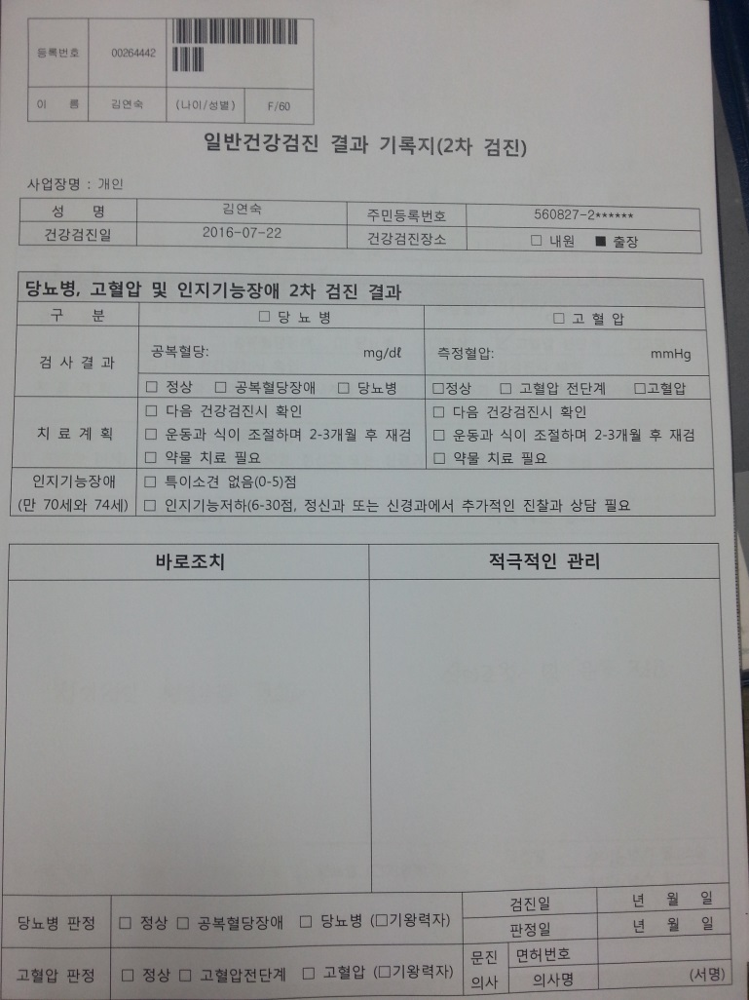 등록번호 00264442
이 름 김연숙 (나이/성별) F/60
일반건강검진 결과 기록지(2차 검진)
사업장명 : 개인
성 명 김연숙 주민등록번호 560827-2******
건강검진일 2016-07-22 건강검진장소 □ 내원 ■ 출장
당뇨병, 고혈압 및 인지기능장애 2차 검진 결과
구 분 □ 당 뇨 병 □ 고 혈 압
검 사 결 과 공복혈당: mg/dℓ 측정혈압: mmHg
□ 정상 □ 공복혈당장애 □ 당뇨병 □정상 □ 고혈압 전단계 □고혈압
치 료 계 획 □ 다음 건강검진시 확인 □ 다음 건강검진시 확인
□ 운동과 식이 조절하며 2-3개월 후 재검 □ 운동과 식이 조절하며 2-3개월 후 재검
□ 약물 치료 필요 □ 약물 치료 필요
인지기능장애 □ 특이소견 없음(0-5)점
(만 70세와 74세) □ 인지기능저하(6-30점, 정신과 또는 신경과에서 추가적인 진찰과 상담 필요
바로조치 적극적인 관리
당뇨병 판정 □ 정상 □ 공복혈당장애 □ 당뇨병 (□기왕력자) 검진일 년 월 일
판정일 년 월 일
고혈압 판정 □ 정상 □ 고혈압전단계 □ 고혈압 (□기왕력자) 문진 의사 면허번호
의사명 (서명)